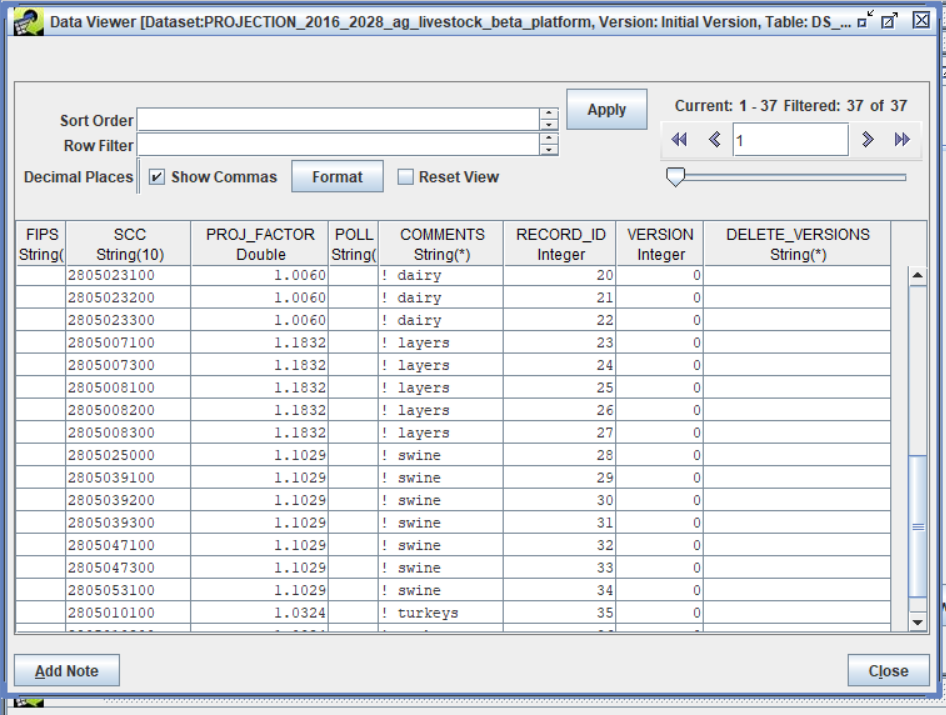 Data Viewer [Dataset:PROJECTION_2016_2028_ag_livestock_beta_platform, Version: Initial Version, Table: DS_...
Current: 1 - 37 Filtered: 37 of 37
Sort Order
Apply
Row Filter
1
Decimal Places Show Commas Format Reset View
FIPS SCC PROJ_FACTOR POLL COMMENTS RECORD_ID VERSION DELETE_VERSIONS
String( String(10) Double String( String(*) Integer Integer String(*)
2805023100 1.0060 ! dairy 20 0
2805023200 1.0060 ! dairy 21 0
2805023300 1.0060 ! dairy 22 0
2805007100 1.1832 ! layers 23 0
2805007300 1.1832 ! layers 24 0
2805008100 1.1832 ! layers 25 0
2805008200 1.1832 ! layers 26 0
2805008300 1.1832 ! layers 27 0
2805025000 1.1029 ! swine 28 0
2805039100 1.1029 ! swine 29 0
2805039200 1.1029 ! swine 30 0
2805039300 1.1029 ! swine 31 0
2805047100 1.1029 ! swine 32 0
2805047300 1.1029 ! swine 33 0
2805053100 1.1029 ! swine 34 0
2805010100 1.0324 ! turkeys 35 0
Add Note Close